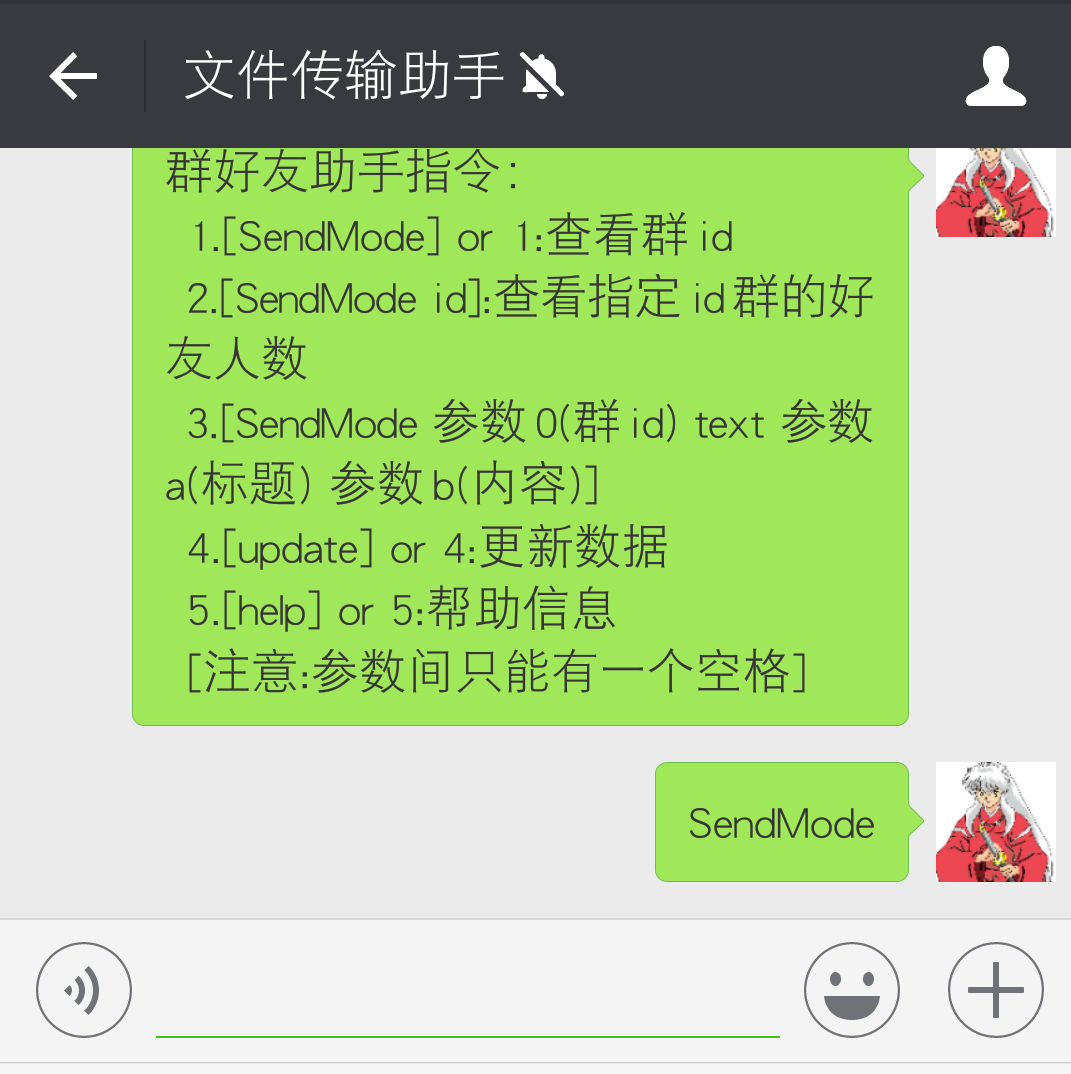 文件传输助手
群好友助手指令:
1.[SendMode] or 1:查看群 id
2.[SendMode id]:查看指定 id 群的好
友人数
3.[SendMode 参数 0(群 id) text 参数
a(标题) 参数 b(内容)]
4.[update] or 4:更新数据
5.[help] or 5:帮助信息
[注意:参数间只能有一个空格]
SendMode